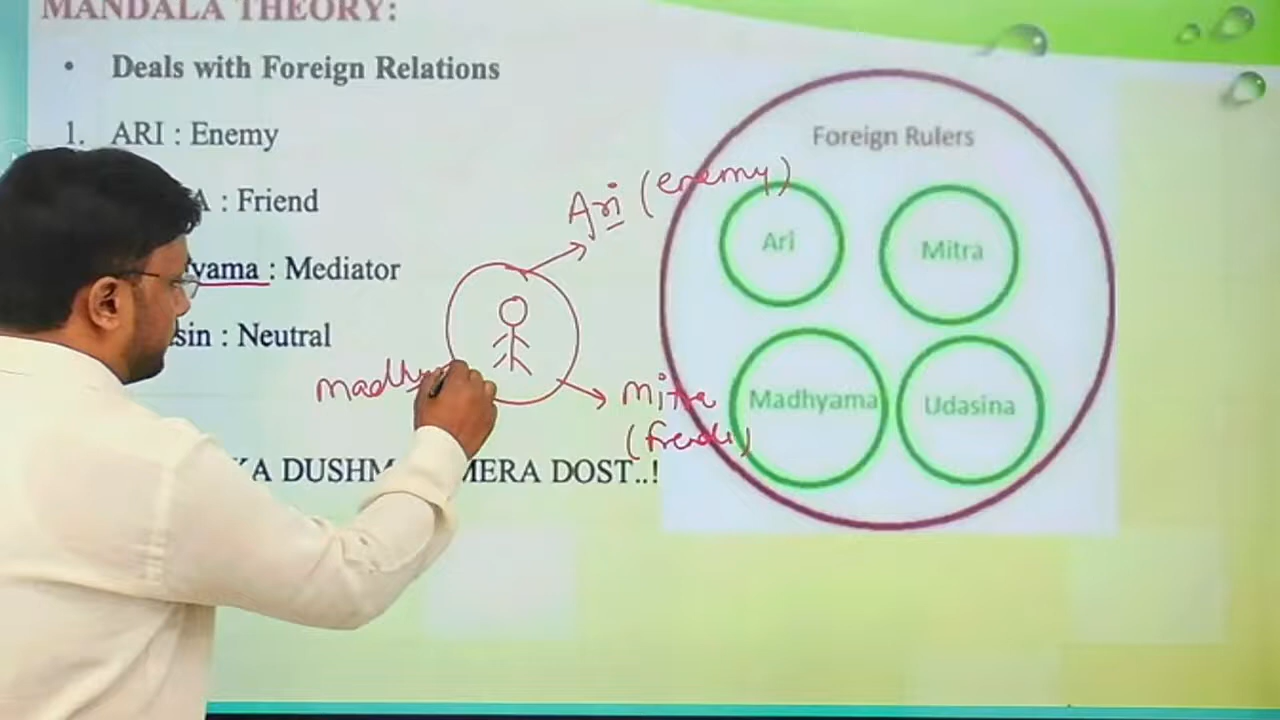 MANDALA THEORY:
• Deals with Foreign Relations
1. ARI : Enemy
A : Friend
yama : Mediator
sin : Neutral
KA DUSHM MERA DOST..!
Ari (enemy)
Mitra
madhy
Foreign Rulers
Ari
Mitra
Madhyama
Udasina